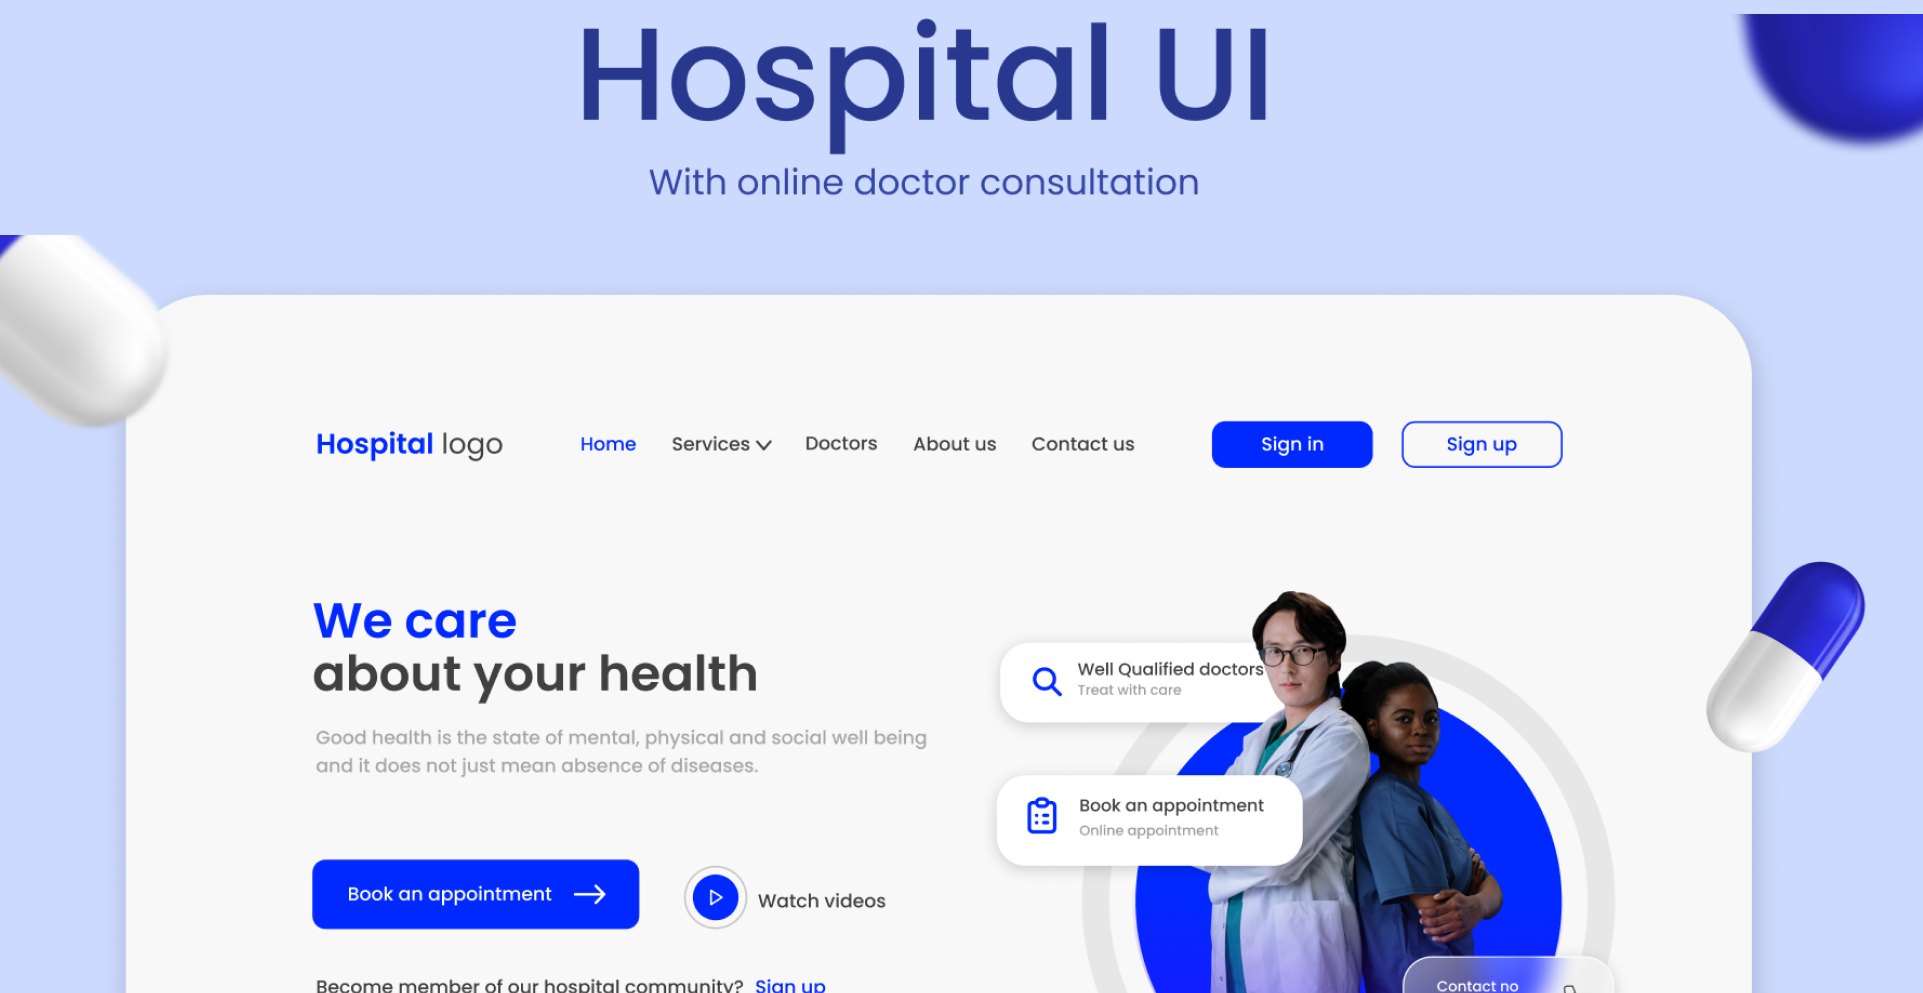 Hospital UI
With online doctor consultation
Hospital logo
Home
Services
Doctors
About us
Contact us
Sign in
Sign up
We care
about your health
Good health is the state of mental, physical and social well being
and it does not just mean absence of diseases.
Book an appointment
Watch videos
Become member of our hospital community? Sign up
Well Qualified doctors
Treat with care
Book an appointment
Online appointment
Contact no